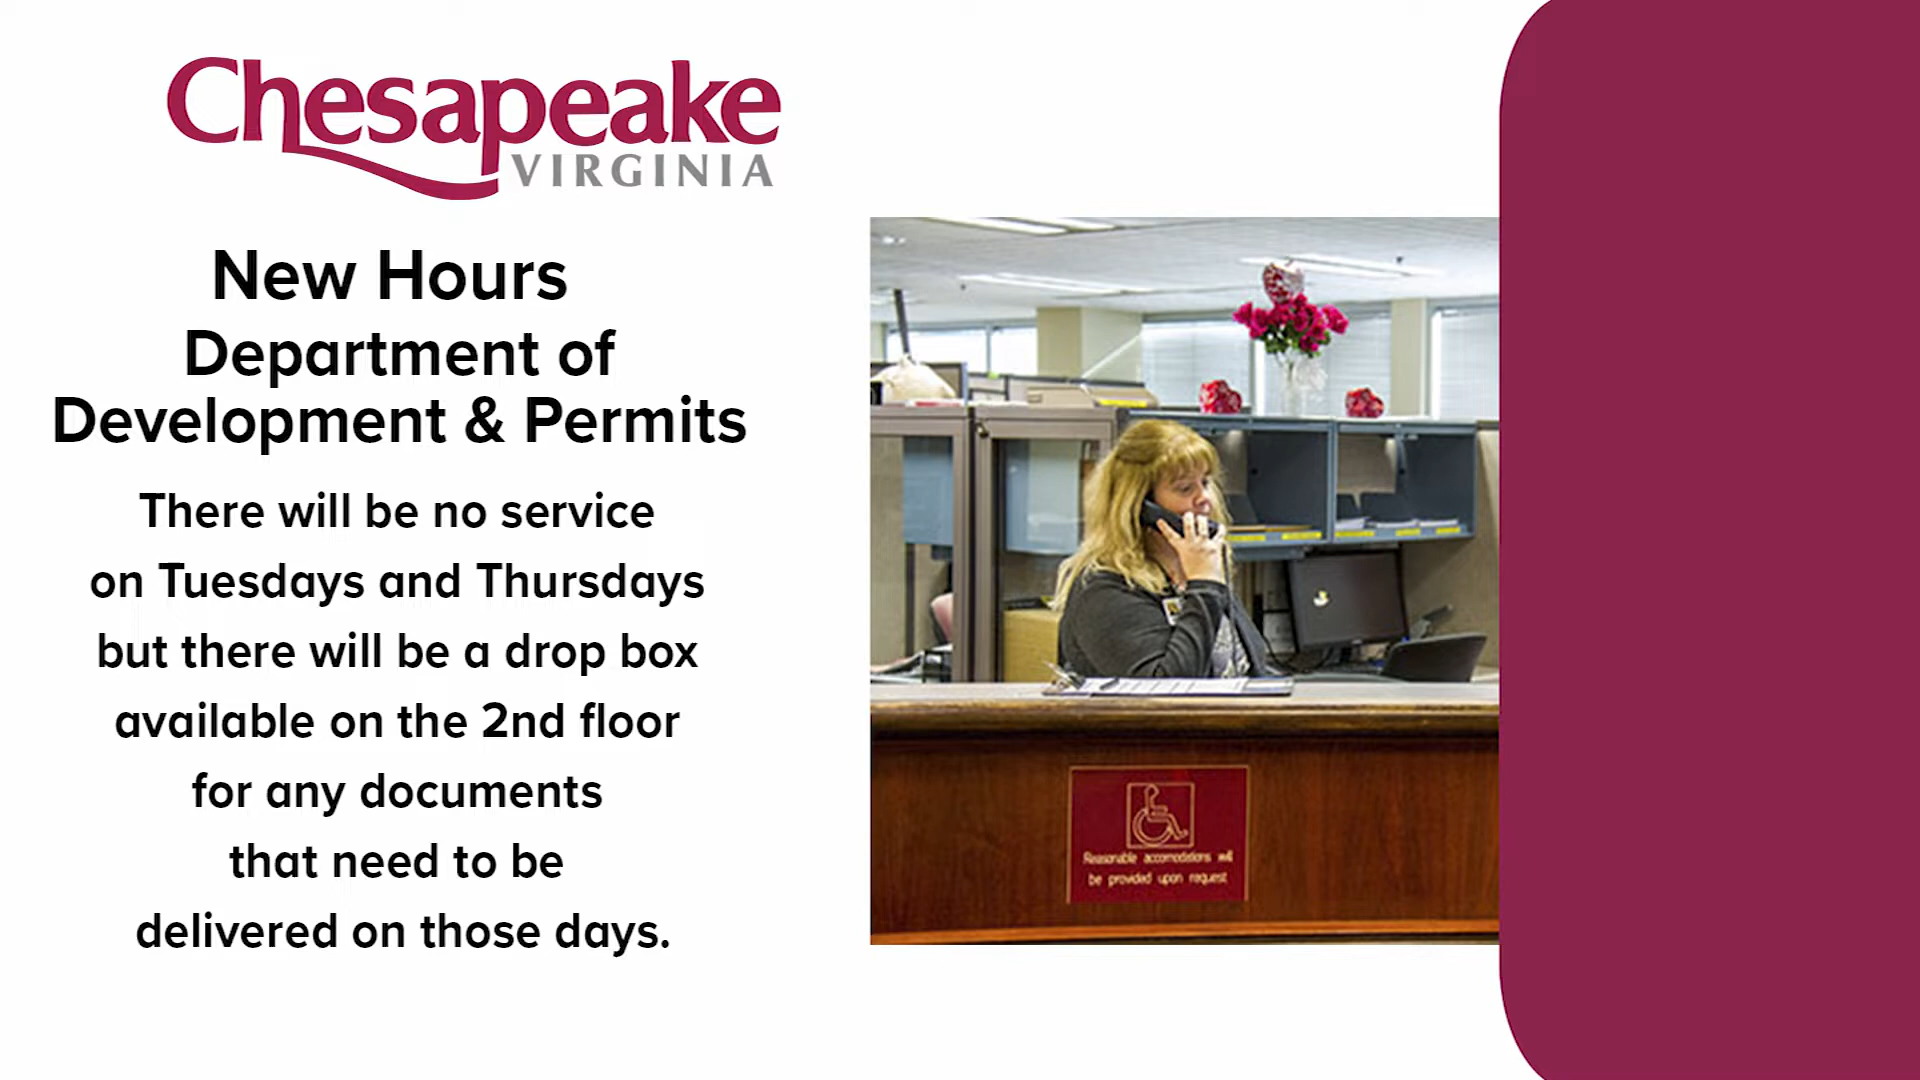 Chesapeake
VIRGINIA
New Hours
Department of
Development & Permits
There will be no service
on Tuesdays and Thursdays
but there will be a drop box
available on the 2nd floor
for any documents
that need to be
delivered on those days.
Reasonable accomodations will
be provided upon request